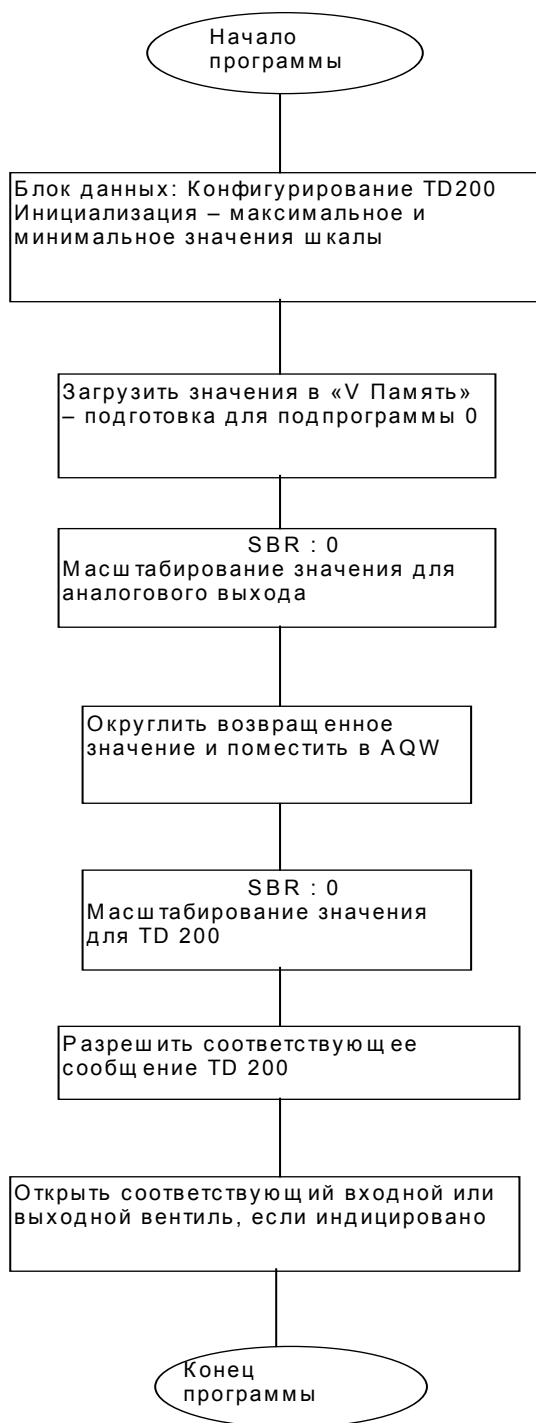 Начало
программы
Блок данных: Конфигурирование TD200
Инициализация – максимальное и
минимальное значения шкалы
Загрузить значения в «V Память»
– подготовка для подпрограммы 0
SBR : 0
Масштабирование значения для
аналогового выхода
Округлить возвращенное
значение и поместить в AQW
SBR : 0
Масштабирование значения
для TD 200
Разрешить соответствующее
сообщение TD 200
Открыть соответствующий входной или
выходной вентиль, если индицировано
Конец
программы